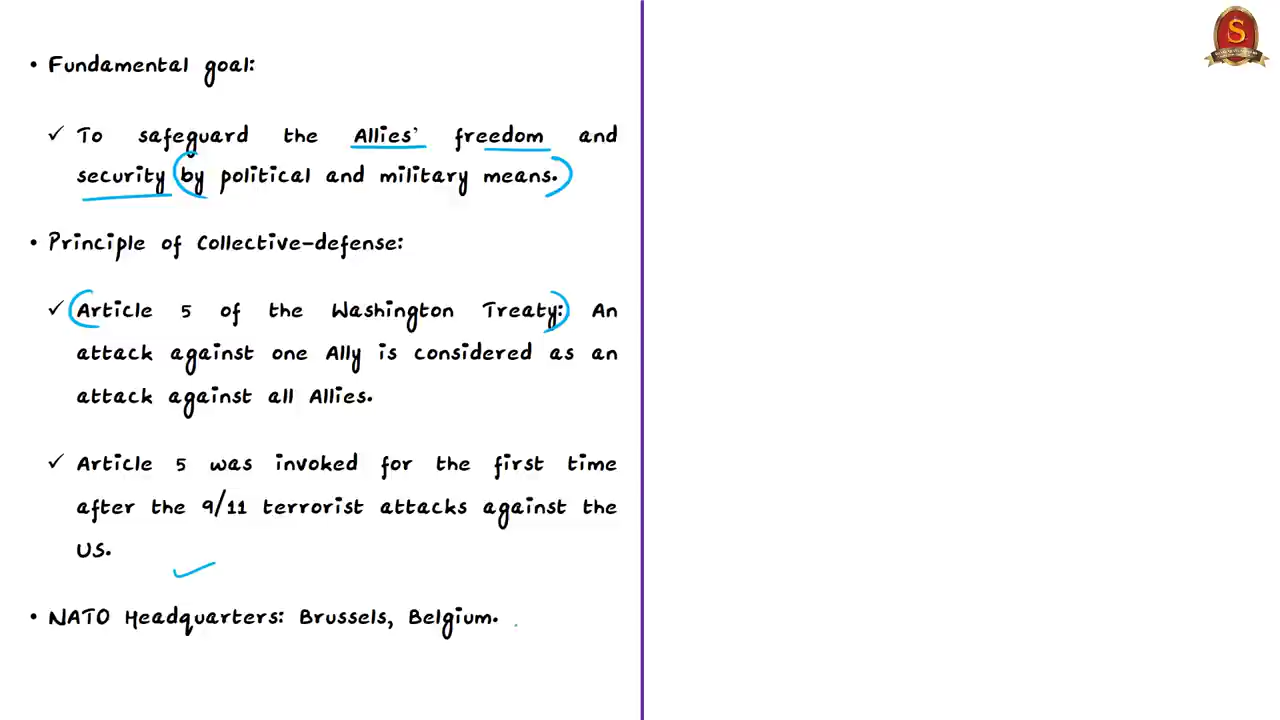 • Fundamental goal:
✓ To safeguard the Allies' freedom and
security by political and military means.
• Principle of Collective-defense:
✓ Article 5 of the Washington Treaty: An
attack against one Ally is considered as an
attack against all Allies.
✓ Article 5 was invoked for the first time
after the 9/11 terrorist attacks against the
US.
• NATO Headquarters: Brussels, Belgium.
S